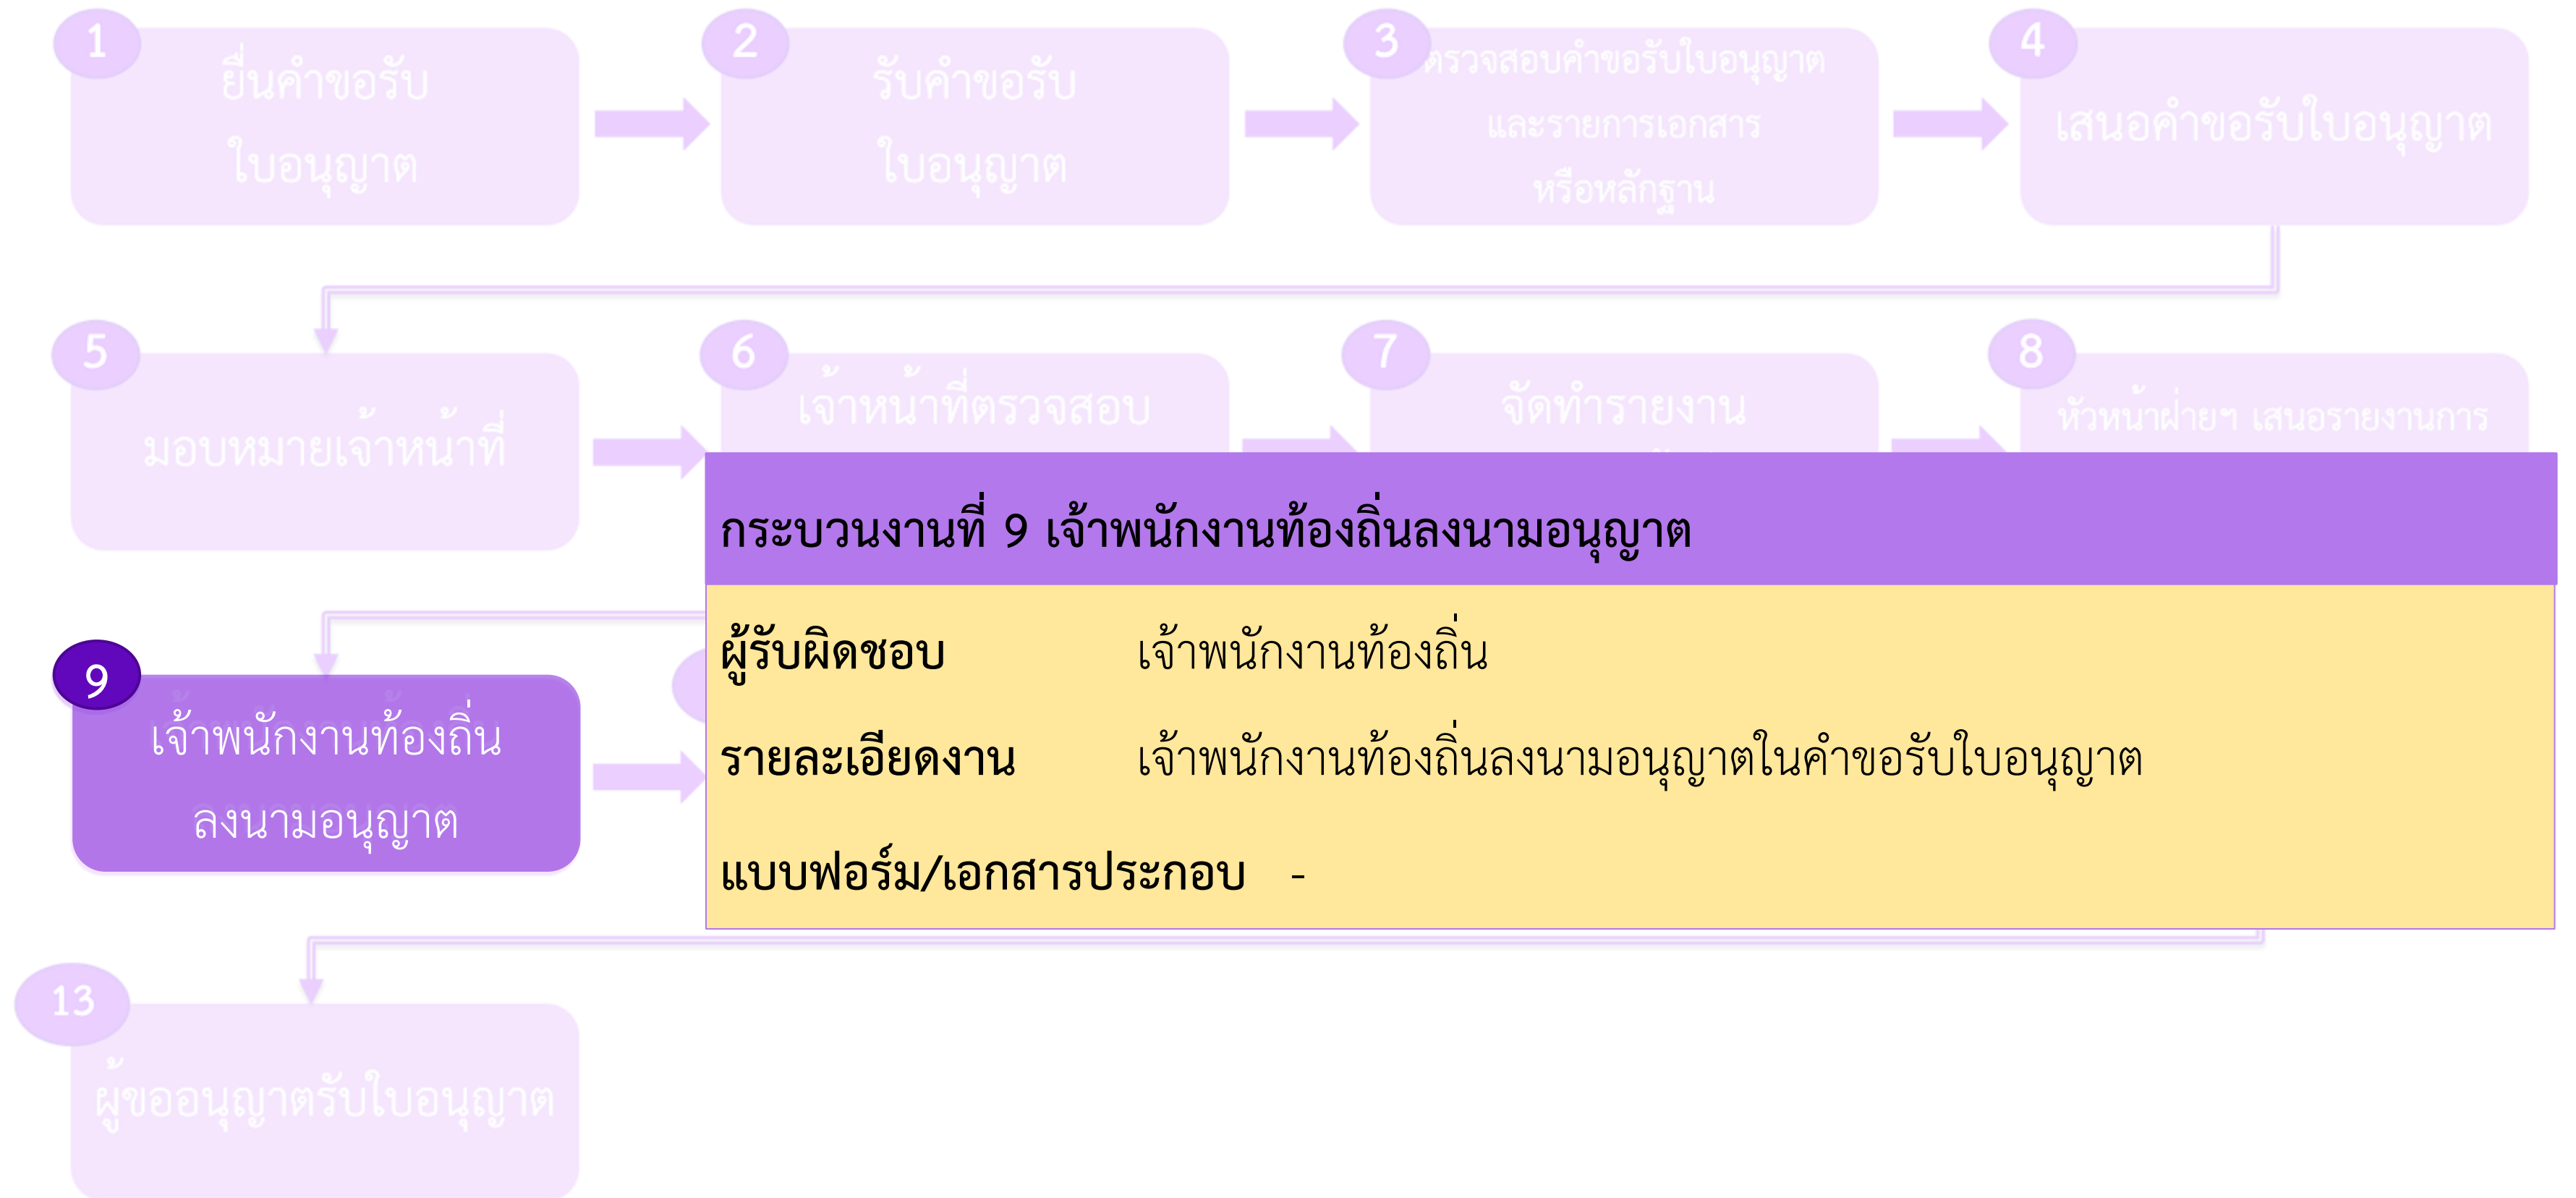 1
ยื่นคำขอรับ
ใบอนุญาต
2
รับคำขอรับ
ใบอนุญาต
3
ตรวจสอบคำขอรับใบอนุญาต
และรายการเอกสาร
หรือหลักฐาน
4
เสนอคำขอรับใบอนุญาต
5
มอบหมายเจ้าหน้าที่
6
เจ้าหน้าที่ตรวจสอบ
7
จัดทำรายงาน
8
หัวหน้าฝ่ายฯ เสนอรายงานการ
9
เจ้าพนักงานท้องถิ่น
ลงนามอนุญาต
กระบวนงานที่ 9 เจ้าพนักงานท้องถิ่นลงนามอนุญาต
ผู้รับผิดชอบ เจ้าพนักงานท้องถิ่น
รายละเอียดงาน เจ้าพนักงานท้องถิ่นลงนามอนุญาตในคำขอรับใบอนุญาต
แบบฟอร์ม/เอกสารประกอบ -
13
ผู้ขออนุญาตรับใบอนุญาต